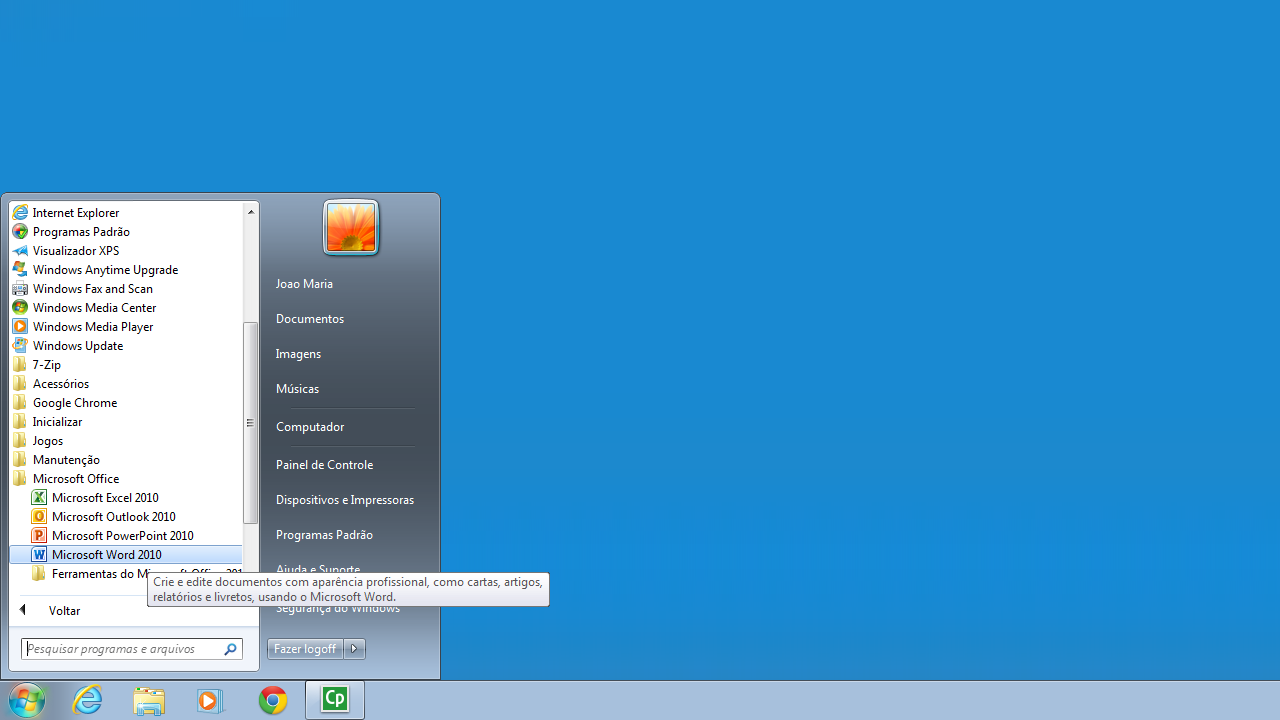 Internet Explorer
Programas Padrão
Visualizador XPS
Windows Anytime Upgrade
Windows Fax and Scan
Windows Media Center
Windows Media Player
Windows Update
7-Zip
Acessórios
Google Chrome
Inicializar
Jogos
Manutenção
Microsoft Office
Microsoft Excel 2010
Microsoft Outlook 2010
Microsoft PowerPoint 2010
Microsoft Word 2010
Ferramentas do
Voltar
Pesquisar programas e arquivos
Joao Maria
Documentos
Imagens
Músicas
Computador
Painel de Controle
Dispositivos e Impressoras
Programas Padrão
Ajuda e Suporte
Crie e edite documentos com aparência profissional, como cartas, artigos,
relatórios e livretos, usando o Microsoft Word.
Segurança do Windows
Fazer logoff
Cp